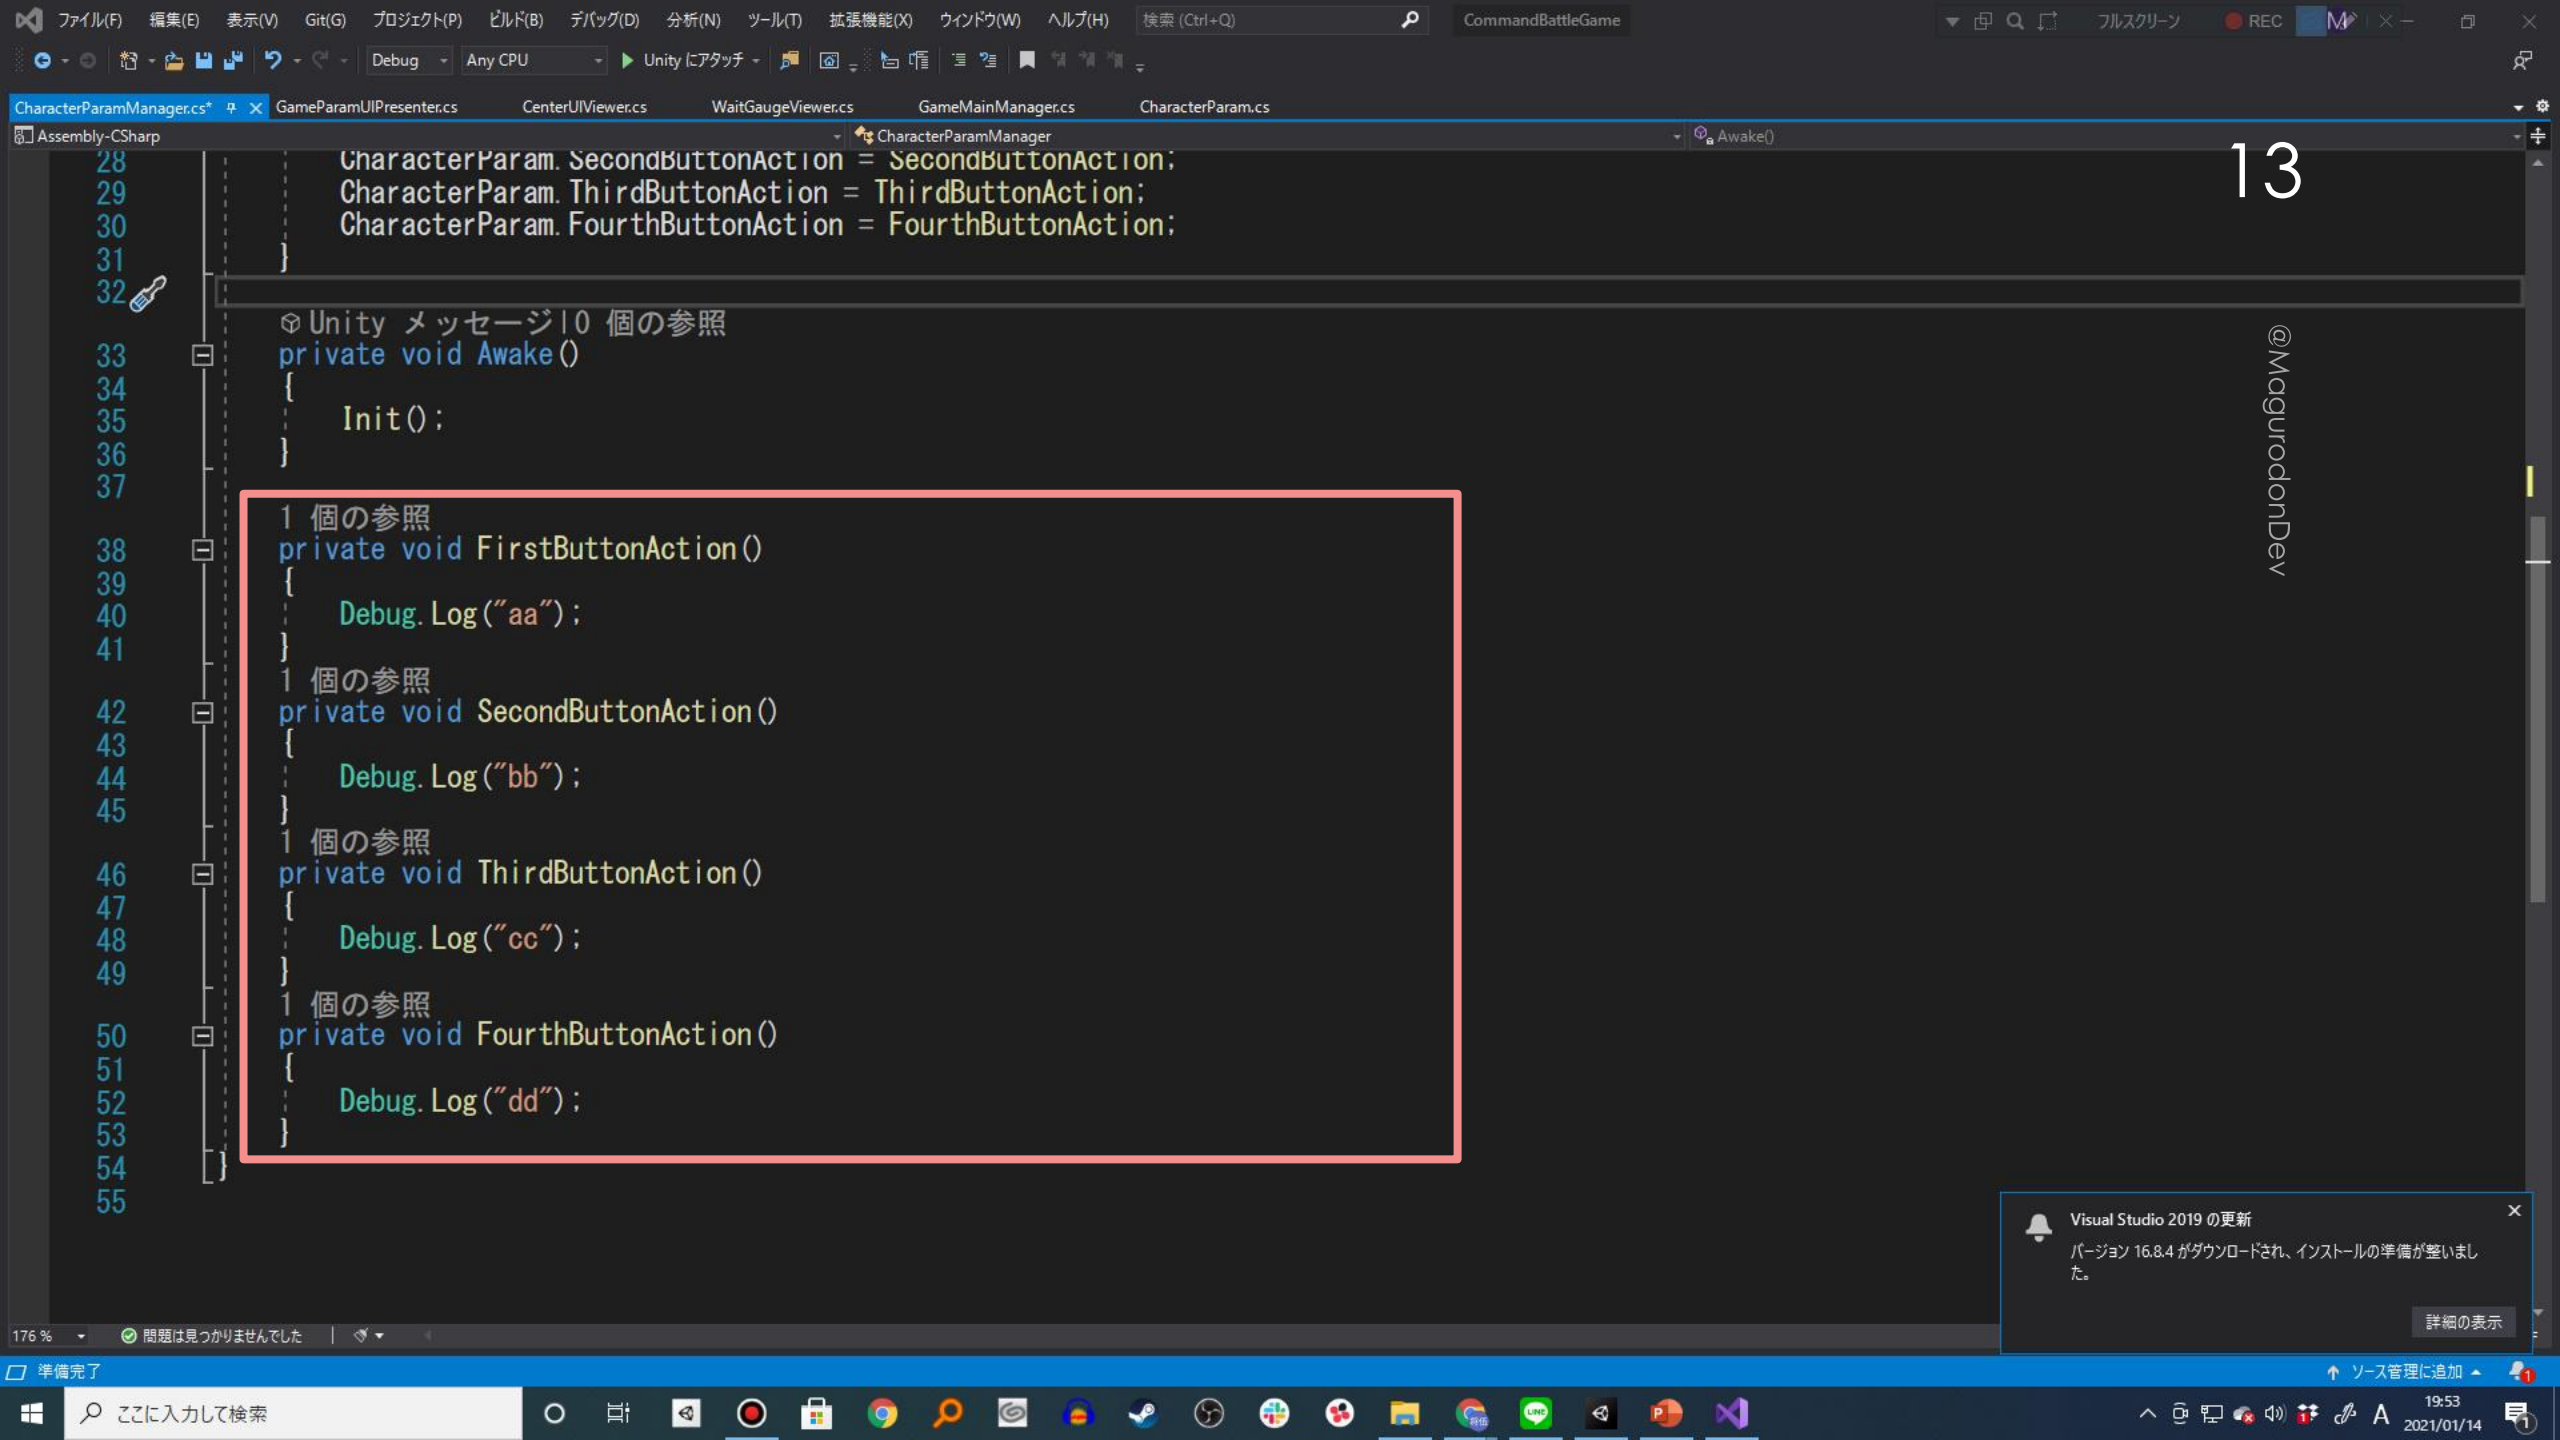 ファイル(F) 編集(E) 表示(V) Git(G) プロジェクト(P) ビルド(B) デバッグ(D) 分析(N) ツール(T) 拡張機能(X) ウィンドウ(W) ヘルプ(H) 検索 (Ctrl+Q) CommandBattleGame フルスクリーン REC
Debug Any CPU Unity にアタッチ
CharacterParamManager.cs* GameParamUIPresenter.cs CenterUIViewer.cs WaitGaugeViewer.cs GameMainManager.cs CharacterParam.cs
Assembly-CSharp CharacterParamManager Awake()
13
28 CharacterParam.SecondButtonAction = SecondButtonAction;
29 CharacterParam.ThirdButtonAction = ThirdButtonAction;
30 CharacterParam.FourthButtonAction = FourthButtonAction;
31 }
32
Unity メッセージ|0 個の参照
33 private void Awake()
34 {
35 Init();
36 }
37
1 個の参照
38 private void FirstButtonAction()
39 {
40 Debug.Log("aa");
41 }
1 個の参照
42 private void SecondButtonAction()
43 {
44 Debug.Log("bb");
45 }
1 個の参照
46 private void ThirdButtonAction()
47 {
48 Debug.Log("cc");
49 }
1 個の参照
50 private void FourthButtonAction()
51 {
52 Debug.Log("dd");
53 }
54 }
55
@MagurodonDev
Visual Studio 2019 の更新
バージョン 16.8.4 がダウンロードされ、インストールの準備が整いまし
た。
詳細の表示
176 % 問題は見つかりませんでした
準備完了 ソース管理に追加 1
ここに入力して検索 A 19:53
2021/01/14